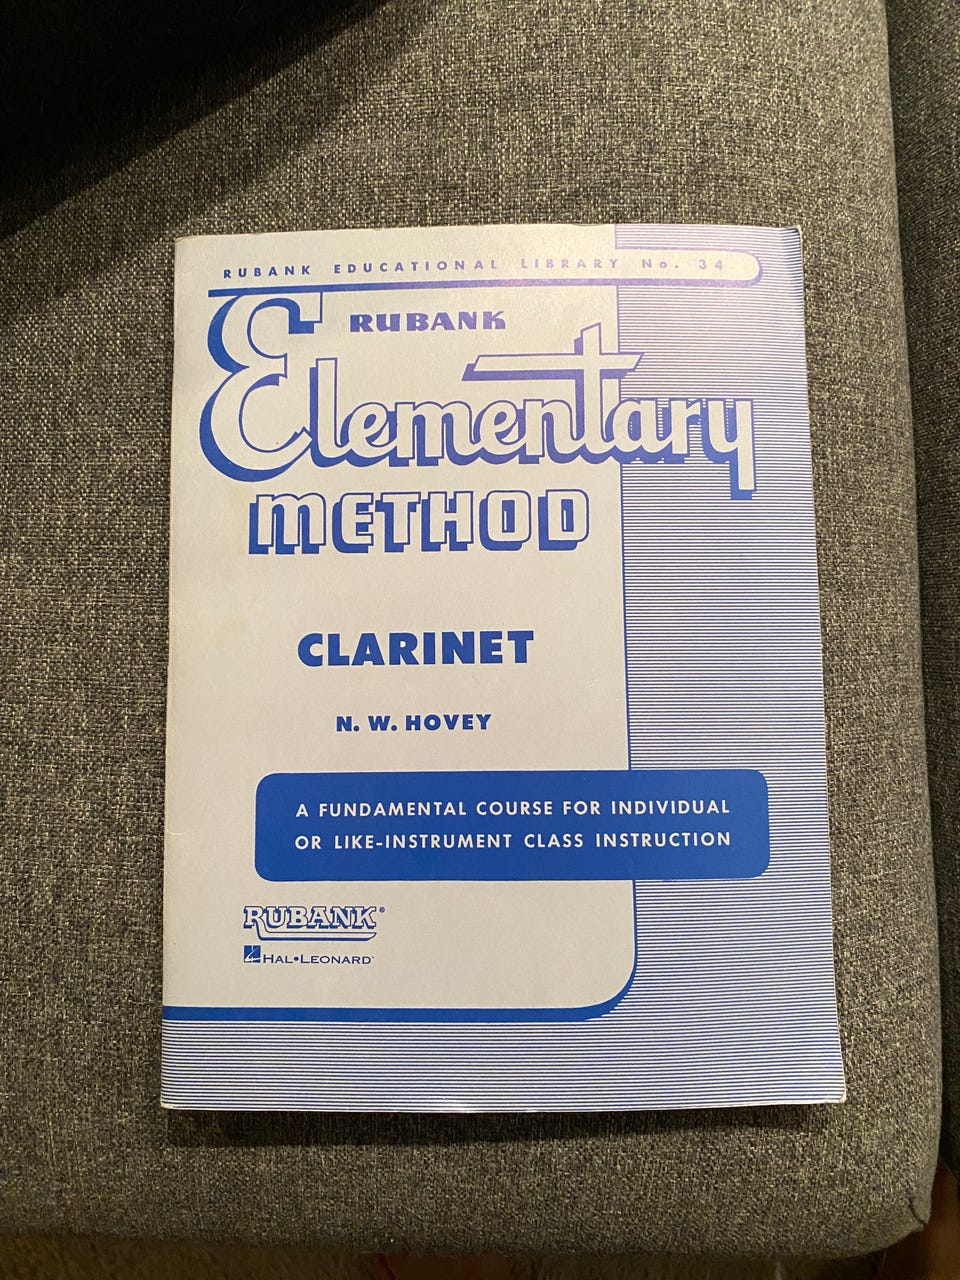 RUBANK EDUCATIONAL LIBRARY No. 34
RUBANK
Elementary
METHOD
CLARINET
N. W. HOVEY
A FUNDAMENTAL COURSE FOR INDIVIDUAL
OR LIKE-INSTRUMENT CLASS INSTRUCTION
RUBANK®
HAL•LEONARD